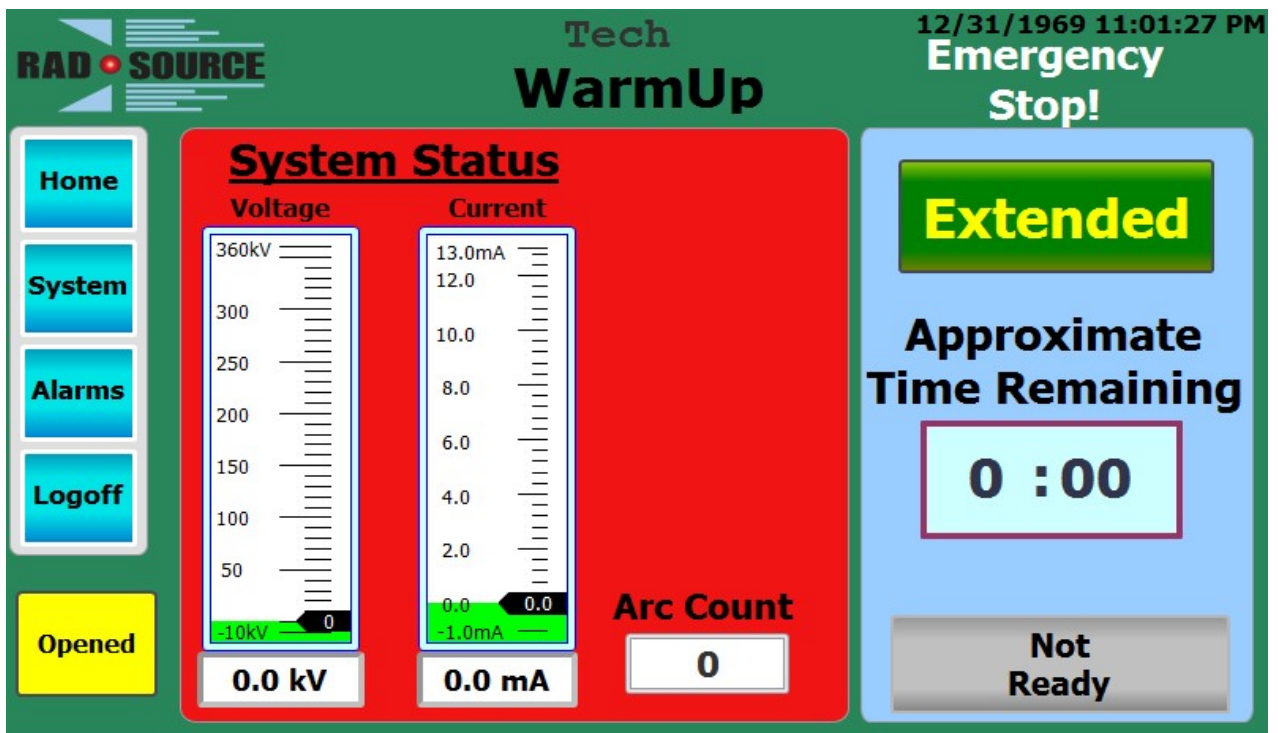 RAD SOURCE
Tech
WarmUp
12/31/1969 11:01:27 PM
Emergency
Stop!
Home
System
Alarms
Logoff
Opened
System Status
Voltage
360kV
300
250
200
150
100
50
-10kV
0
0.0 kV
Current
13.0mA
12.0
10.0
8.0
6.0
4.0
2.0
0.0
0.0
-1.0mA
0.0 mA
Arc Count
0
Extended
Approximate
Time Remaining
0 :00
Not
Ready